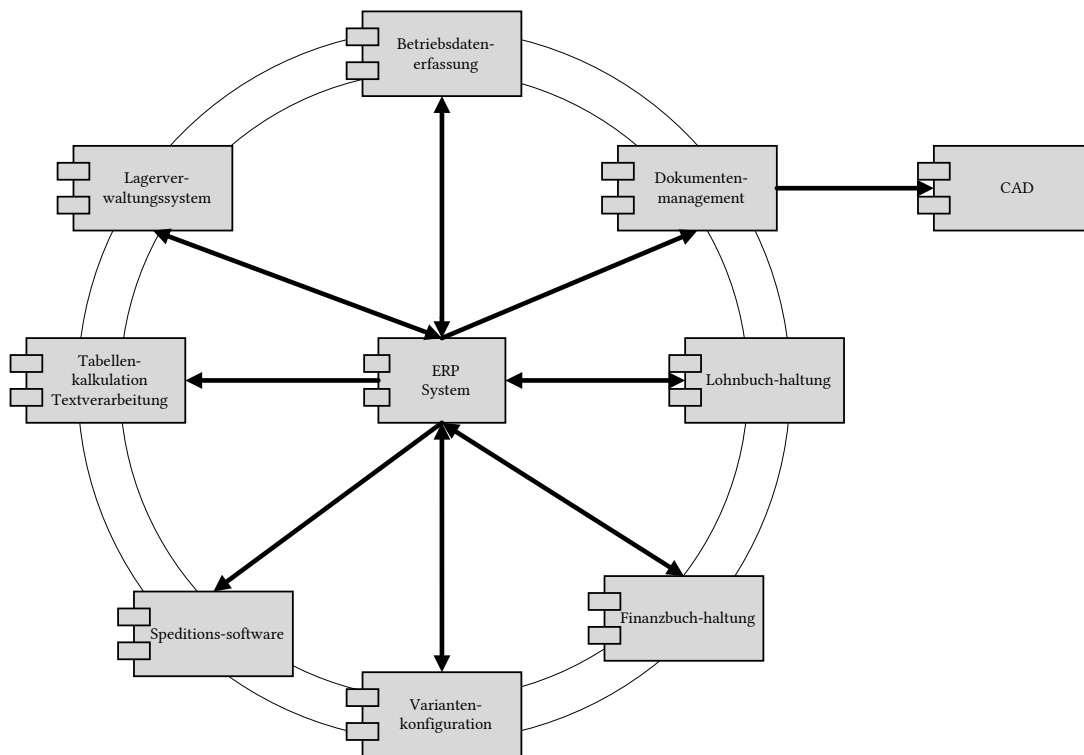 Betriebsdaten-
erfassung
Lagerver-
waltungssystem
Dokumenten-
management
CAD
Tabellen-
kalkulation
Textverarbeitung
ERP
System
Lohnbuch-haltung
Speditions-software
Finanzbuch-haltung
Varianten-
konfiguration